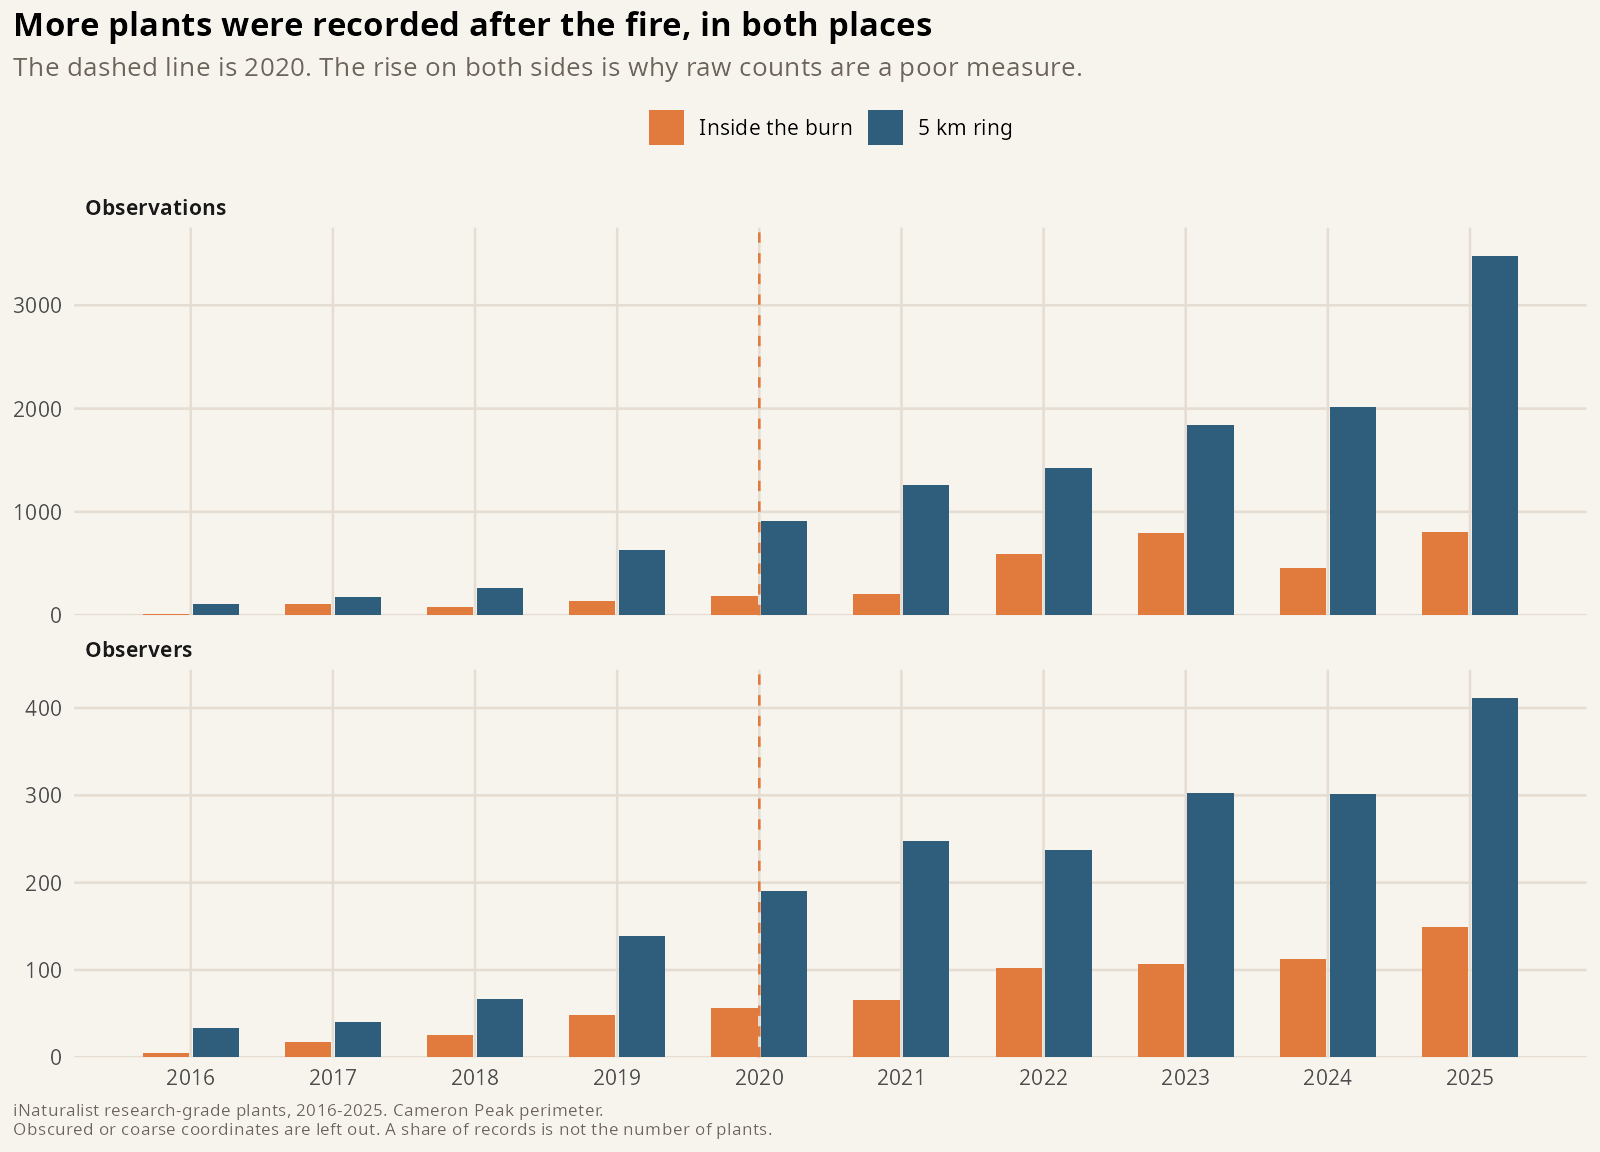 More plants were recorded after the fire, in both places
The dashed line is 2020. The rise on both sides is why raw counts are a poor measure.
Inside the burn
5 km ring
Observations
3000
2000
1000
0
Observers
400
300
200
100
0
2016 2017 2018 2019 2020 2021 2022 2023 2024 2025
iNaturalist research-grade plants, 2016-2025. Cameron Peak perimeter.
Obscured or coarse coordinates are left out. A share of records is not the number of plants.